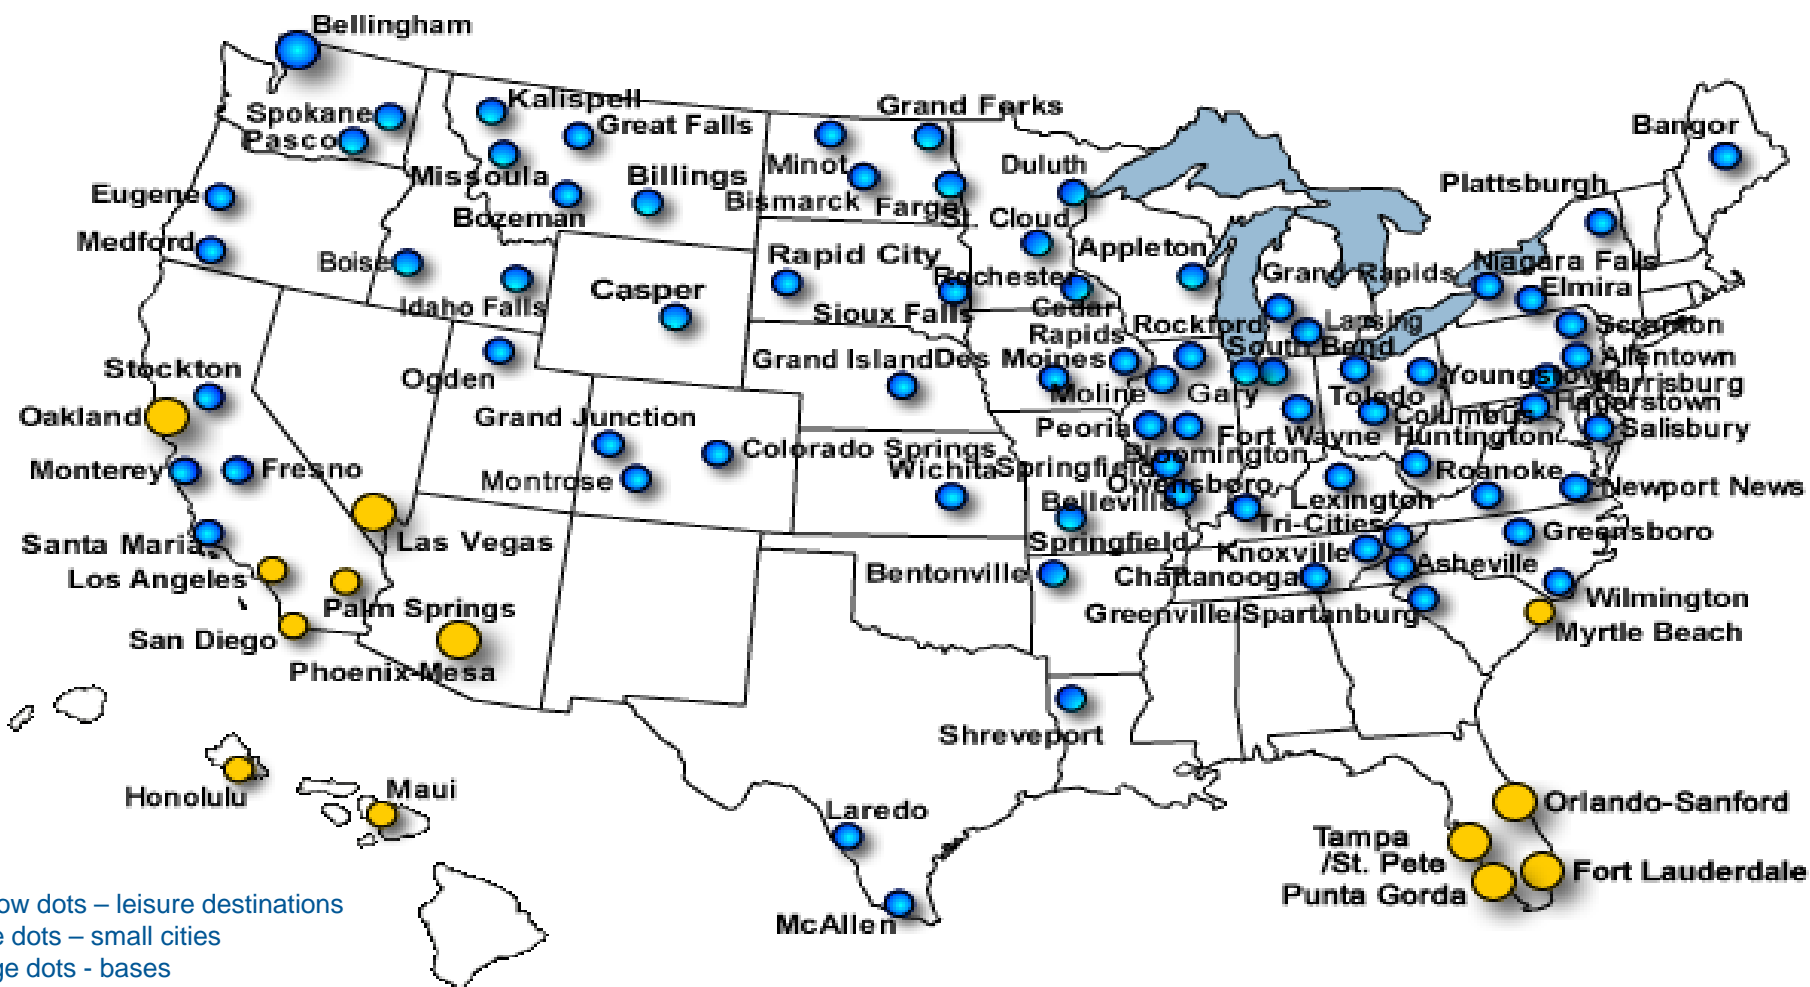 Bellingham
Spokane
Pasco
Kalispell
Great Falls
Missoula
Bozeman
Billings
Grand Forks
Minot
Bismarck
Fargo
Duluth
St. Cloud
Bangor
Plattsburgh
Eugene
Medford
Boise
Idaho Falls
Casper
Rapid City
Sioux Falls
Rochester
Appleton
Grand Rapids
Niagara Falls
Elmira
Cedar
Rapids
Rockford
Lansing
South Bend
Scranton
Allentown
Harrisburg
Hagerstown
Youngstown
Stockton
Oakland
Monterey
Fresno
Ogden
Grand Junction
Montrose
Colorado Springs
Grand Island
Des Moines
Moline
Gary
Toledo
Columbus
Peoria
Fort Wayne
Huntington
Salisbury
Wichita
Springfield
Bloomington
Owensboro
Belleville
Lexington
Roanoke
Newport News
Santa Maria
Los Angeles
Las Vegas
Palm Springs
San Diego
Phoenix-Mesa
Springfield
Bentonville
Tri-Cities
Knoxville
Chattanooga
Asheville
Greensboro
Greenville/Spartanburg
Wilmington
Myrtle Beach
Shreveport
Honolulu
Maui
Laredo
McAllen
Orlando-Sanford
Tampa
/St. Pete
Punta Gorda
Fort Lauderdale
ow dots – leisure destinations
e dots – small cities
ge dots - bases